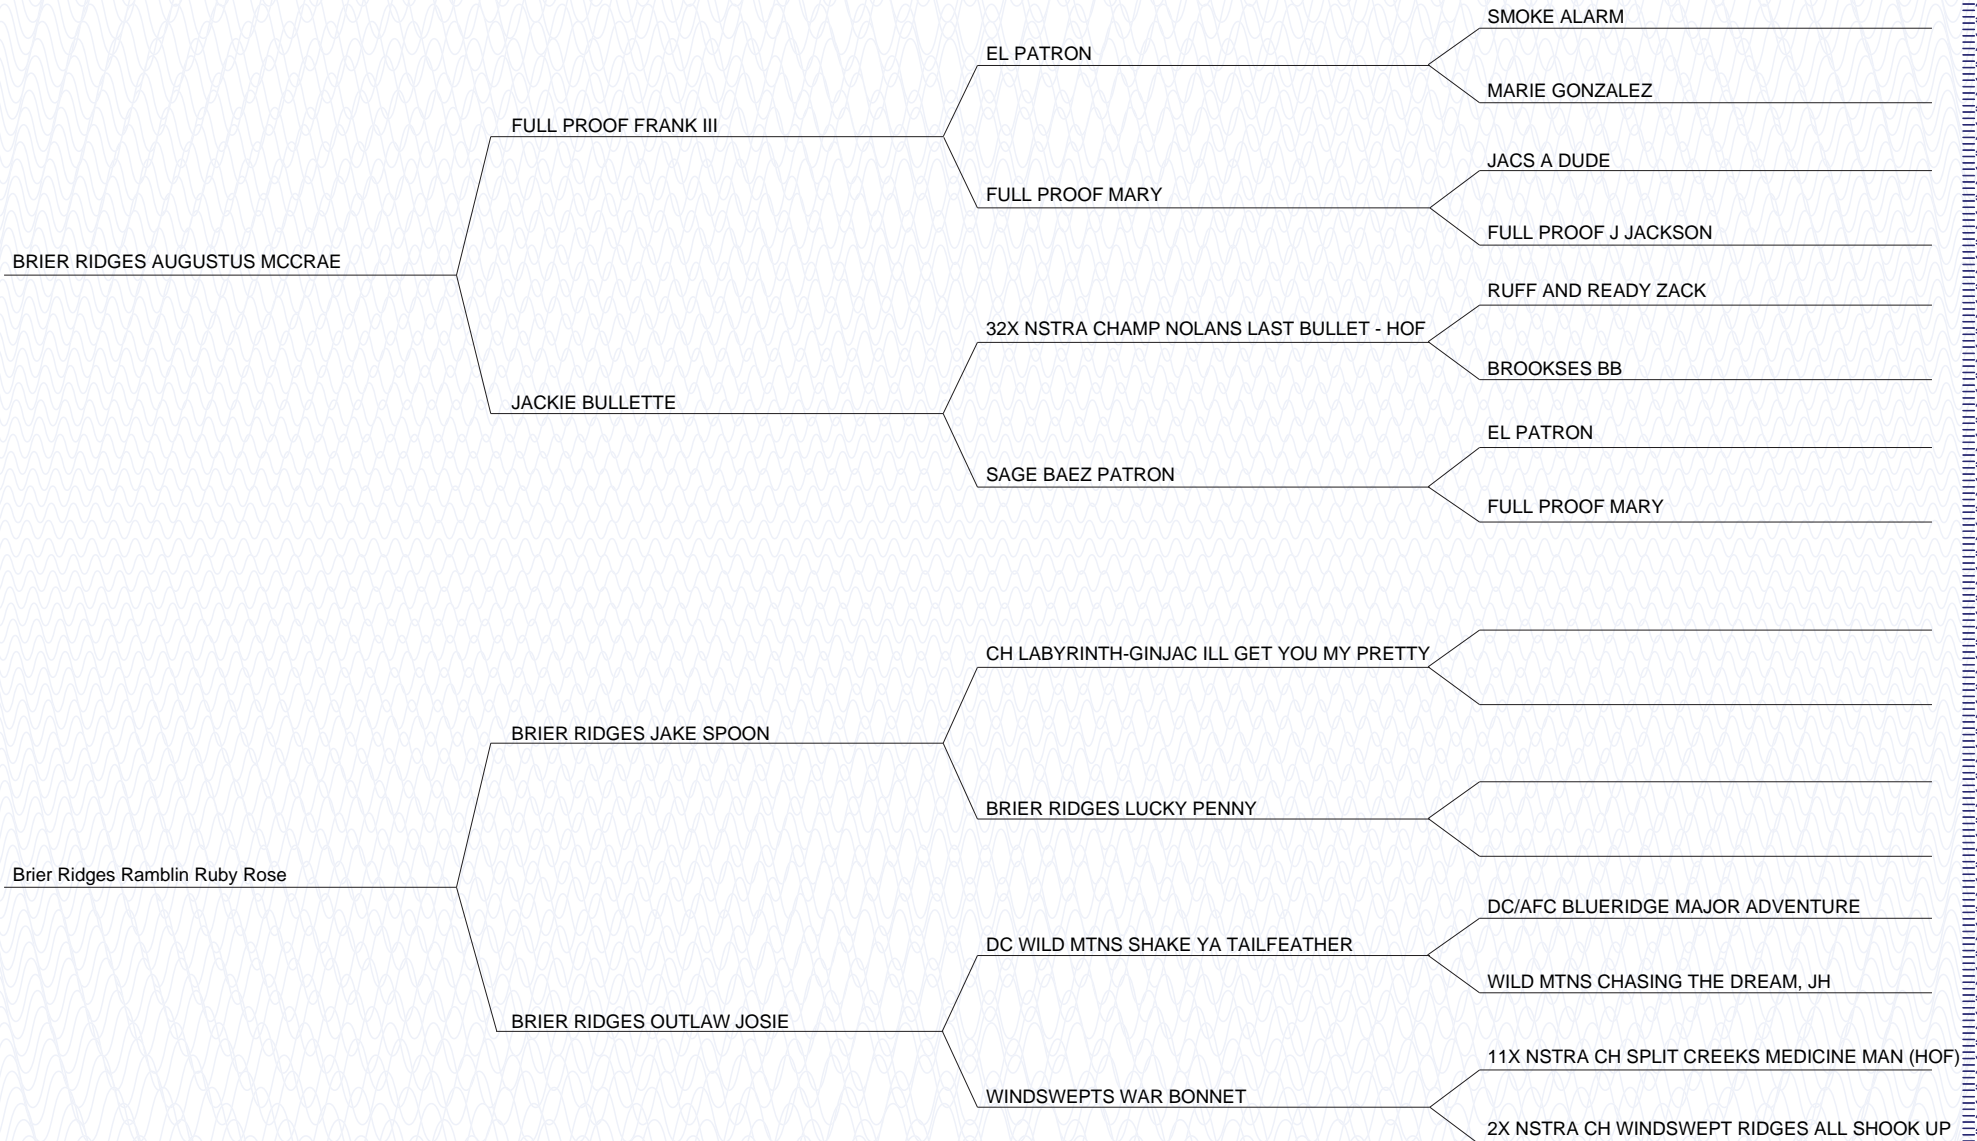 SMOKE ALARM
EL PATRON
MARIE GONZALEZ
FULL PROOF FRANK III
JACS A DUDE
FULL PROOF MARY
FULL PROOF J JACKSON
BRIER RIDGES AUGUSTUS MCCRAE
RUFF AND READY ZACK
32X NSTRA CHAMP NOLANS LAST BULLET - HOF
BROOKSES BB
JACKIE BULLETTE
EL PATRON
SAGE BAEZ PATRON
FULL PROOF MARY
CH LABYRINTH-GINJAC ILL GET YOU MY PRETTY
BRIER RIDGES JAKE SPOON
BRIER RIDGES LUCKY PENNY
Brier Ridges Ramblin Ruby Rose
DC/AFC BLUERIDGE MAJOR ADVENTURE
DC WILD MTNS SHAKE YA TAILFEATHER
WILD MTNS CHASING THE DREAM, JH
BRIER RIDGES OUTLAW JOSIE
11X NSTRA CH SPLIT CREEKS MEDICINE MAN (HOF)
WINDSWEPTS WAR BONNET
2X NSTRA CH WINDSWEPT RIDGES ALL SHOOK UP